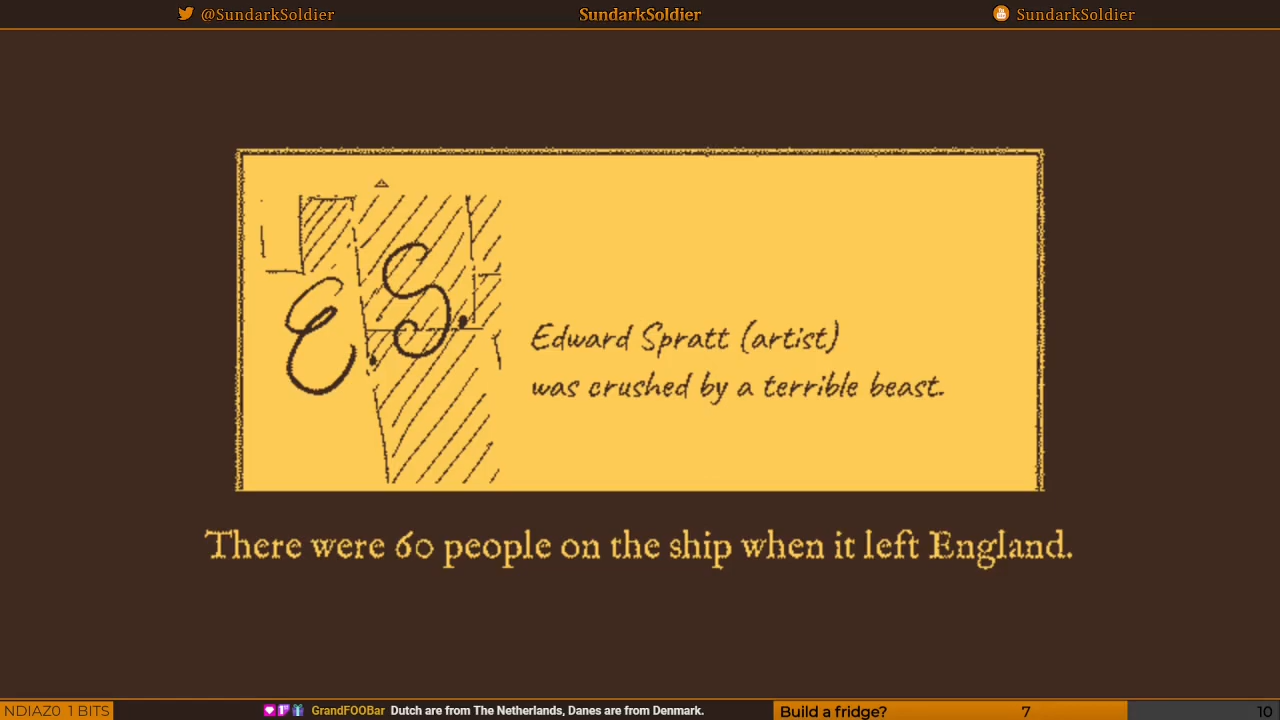 @SundarkSoldier
SundarkSoldier
SundarkSoldier
E. S.
Edward Spratt (artist)
was crushed by a terrible beast.
There were 60 people on the ship when it left England.
NDIAZ0 1 BITS
GrandFOOBar Dutch are from The Netherlands, Danes are from Denmark.
Build a fridge? 7 10